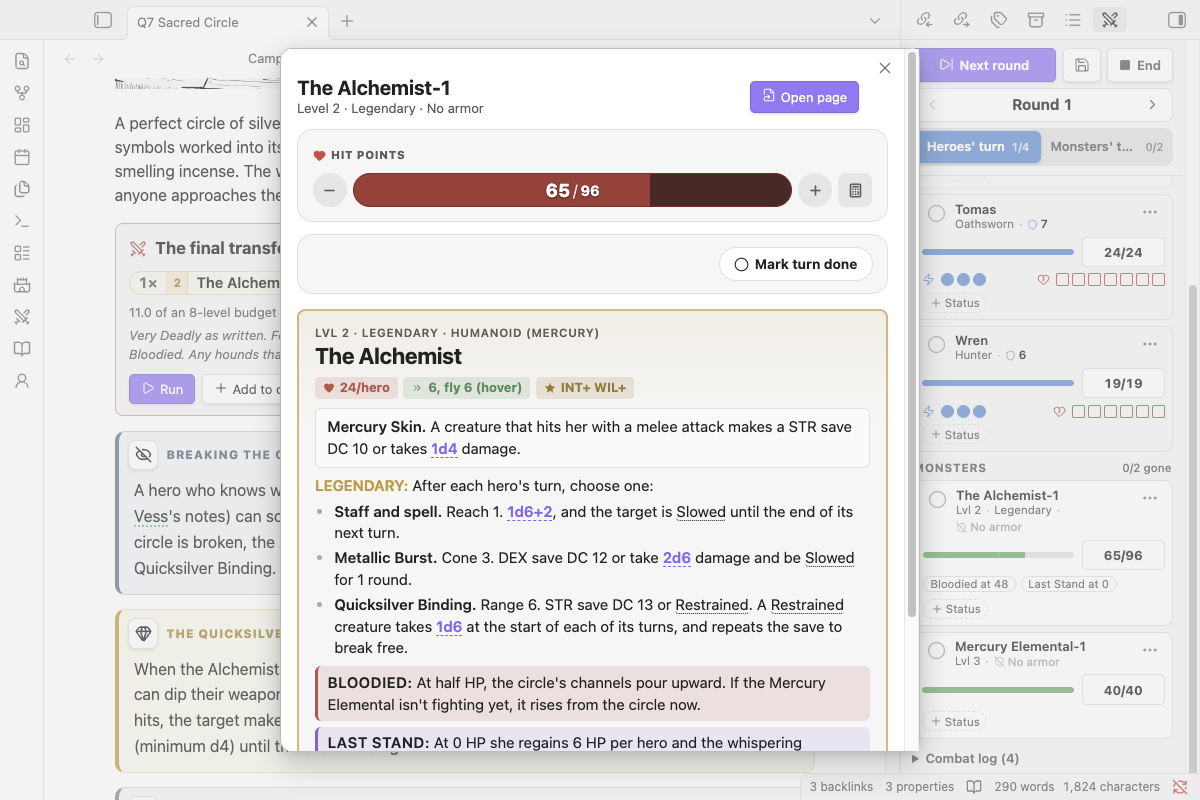 Q7 Sacred Circle
Next round
End
Round 1
Heroes' turn 1/4
Monsters' t... 0/2
Tomas
Oathsworn · 7
24/24
+ Status
Wren
Hunter · 6
19/19
+ Status
MONSTERS 0/2 gone
The Alchemist-1
Lvl 2 · Legendary ·
No armor
65/96
Bloodied at 48 Last Stand at 0
+ Status
Mercury Elemental-1
Lvl 3 · No armor
40/40
+ Status
Combat log (4)
3 backlinks 3 properties 290 words 1,824 characters
Camp
A perfect circle of silve
symbols worked into its
smelling incense. The w
anyone approaches the
The final transfe
1× 2 The Alchem
11.0 of an 8-level budget
Very Deadly as written. F
Bloodied. Any hounds tha
Run
+ Add to c
BREAKING THE C
A hero who knows w
Vess's notes) can sc
circle is broken, the
Quicksilver Binding.
THE QUICKSILVE
When the Alchemist
can dip their weapon
hits, the target make
(minimum d4) until th
The Alchemist-1
Level 2 · Legendary · No armor
Open page
HIT POINTS
65 / 96
Mark turn done
LVL 2 · LEGENDARY · HUMANOID (MERCURY)
The Alchemist
24/hero
6, fly 6 (hover)
INT+ WIL+
Mercury Skin. A creature that hits her with a melee attack makes a STR save
DC 10 or takes 1d4 damage.
LEGENDARY: After each hero's turn, choose one:
• Staff and spell. Reach 1. 1d6+2, and the target is Slowed until the end of its
next turn.
• Metallic Burst. Cone 3. DEX save DC 12 or take 2d6 damage and be Slowed
for 1 round.
• Quicksilver Binding. Range 6. STR save DC 13 or Restrained. A Restrained
creature takes 1d6 at the start of each of its turns, and repeats the save to
break free.
BLOODIED: At half HP, the circle's channels pour upward. If the Mercury
Elemental isn't fighting yet, it rises from the circle now.
LAST STAND: At 0 HP she regains 6 HP per hero and the whispering